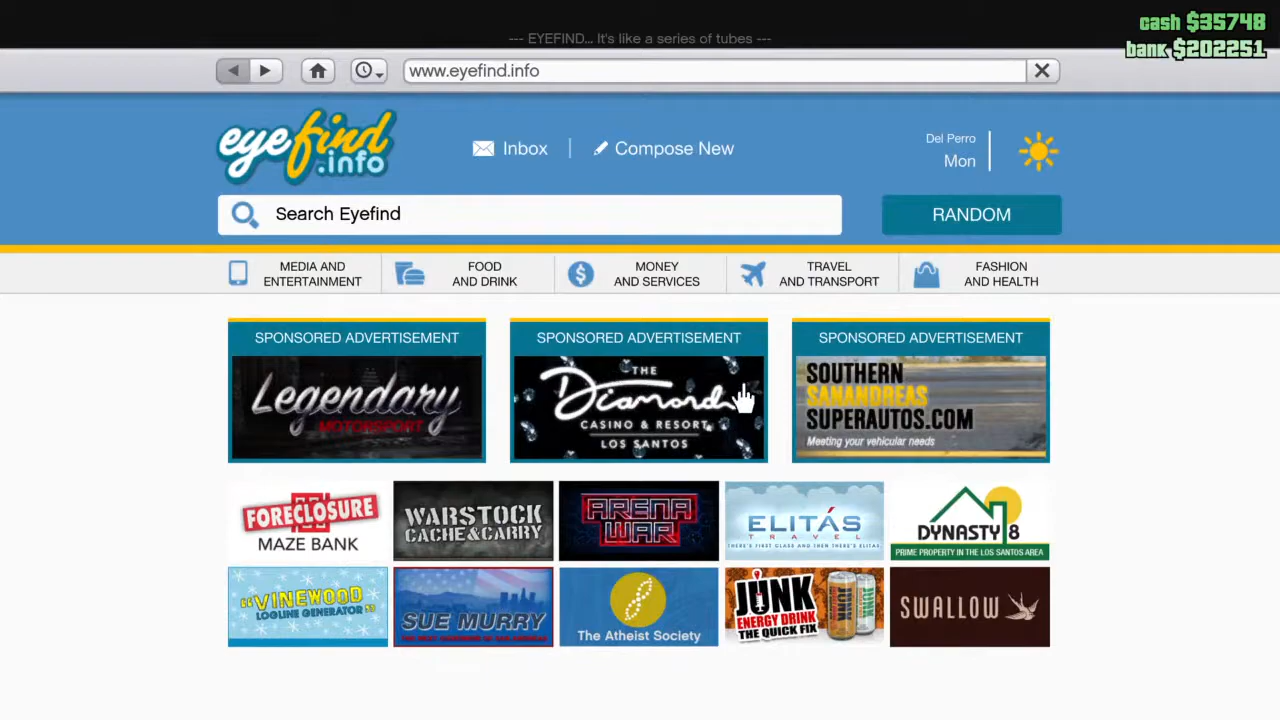 cash $35748
bank $202251
--- EYEFIND... It's like a series of tubes ---
www.eyefind.info
eyefind
.info
Inbox
Compose New
Del Perro
Mon
Search Eyefind
RANDOM
MEDIA AND
ENTERTAINMENT
FOOD
AND DRINK
MONEY
AND SERVICES
TRAVEL
AND TRANSPORT
FASHION
AND HEALTH
SPONSORED ADVERTISEMENT
Legendary
MOTORSPORT
SPONSORED ADVERTISEMENT
THE
Diamond
CASINO & RESORT
LOS SANTOS
SPONSORED ADVERTISEMENT
SOUTHERN
SANANDREAS
SUPERAUTOS.COM
Meeting your vehicular needs
FORECLOSURE
MAZE BANK
WARSTOCK
CACHE&CARRY
ARENA
WAR
ELITÁS
TRAVEL
THERE'S FIRST CLASS AND THEN THERE'S ELITAS
DYNASTY 8
PRIME PROPERTY IN THE LOS SANTOS AREA
"VINEWOOD
LOGLINE GENERATOR"
SUE MURRY
The Atheist Society
JUNK
ENERGY DRINK
THE QUICK FIX
SWALLOW